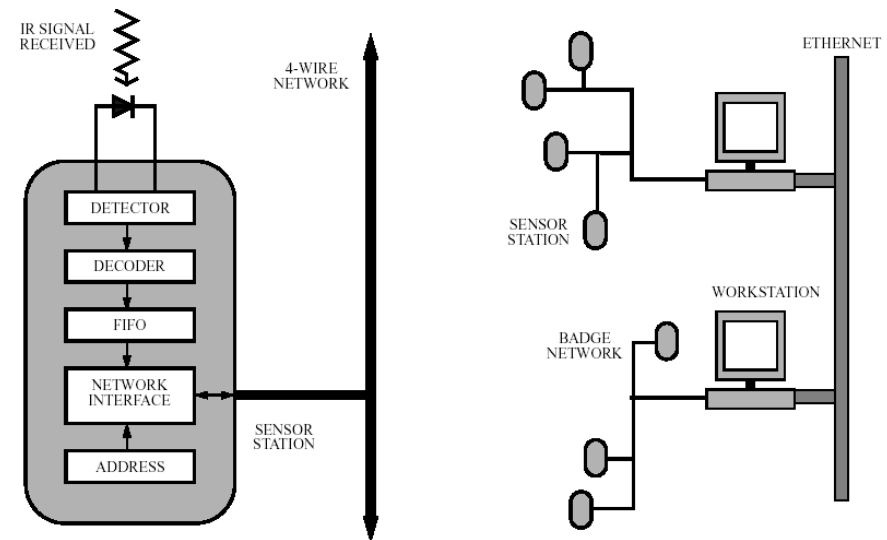 IR SIGNAL
RECEIVED
4-WIRE
NETWORK
DETECTOR
DECODER
FIFO
NETWORK
INTERFACE
ADDRESS
SENSOR
STATION
ETHERNET
SENSOR
STATION
WORKSTATION
BADGE
NETWORK